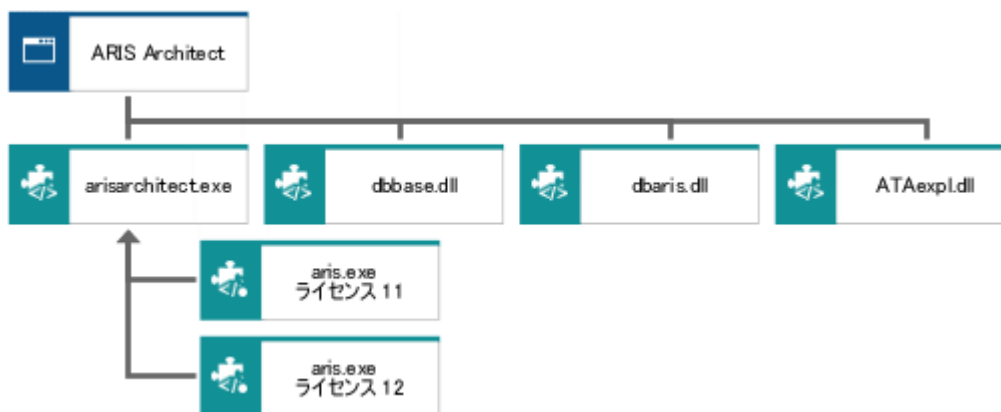 ARIS Architect
arisarchitect.exe
dbbase.dll
dbaris.dll
ATAexpl.dll
aris.exe
ライセンス 11
aris.exe
ライセンス 12